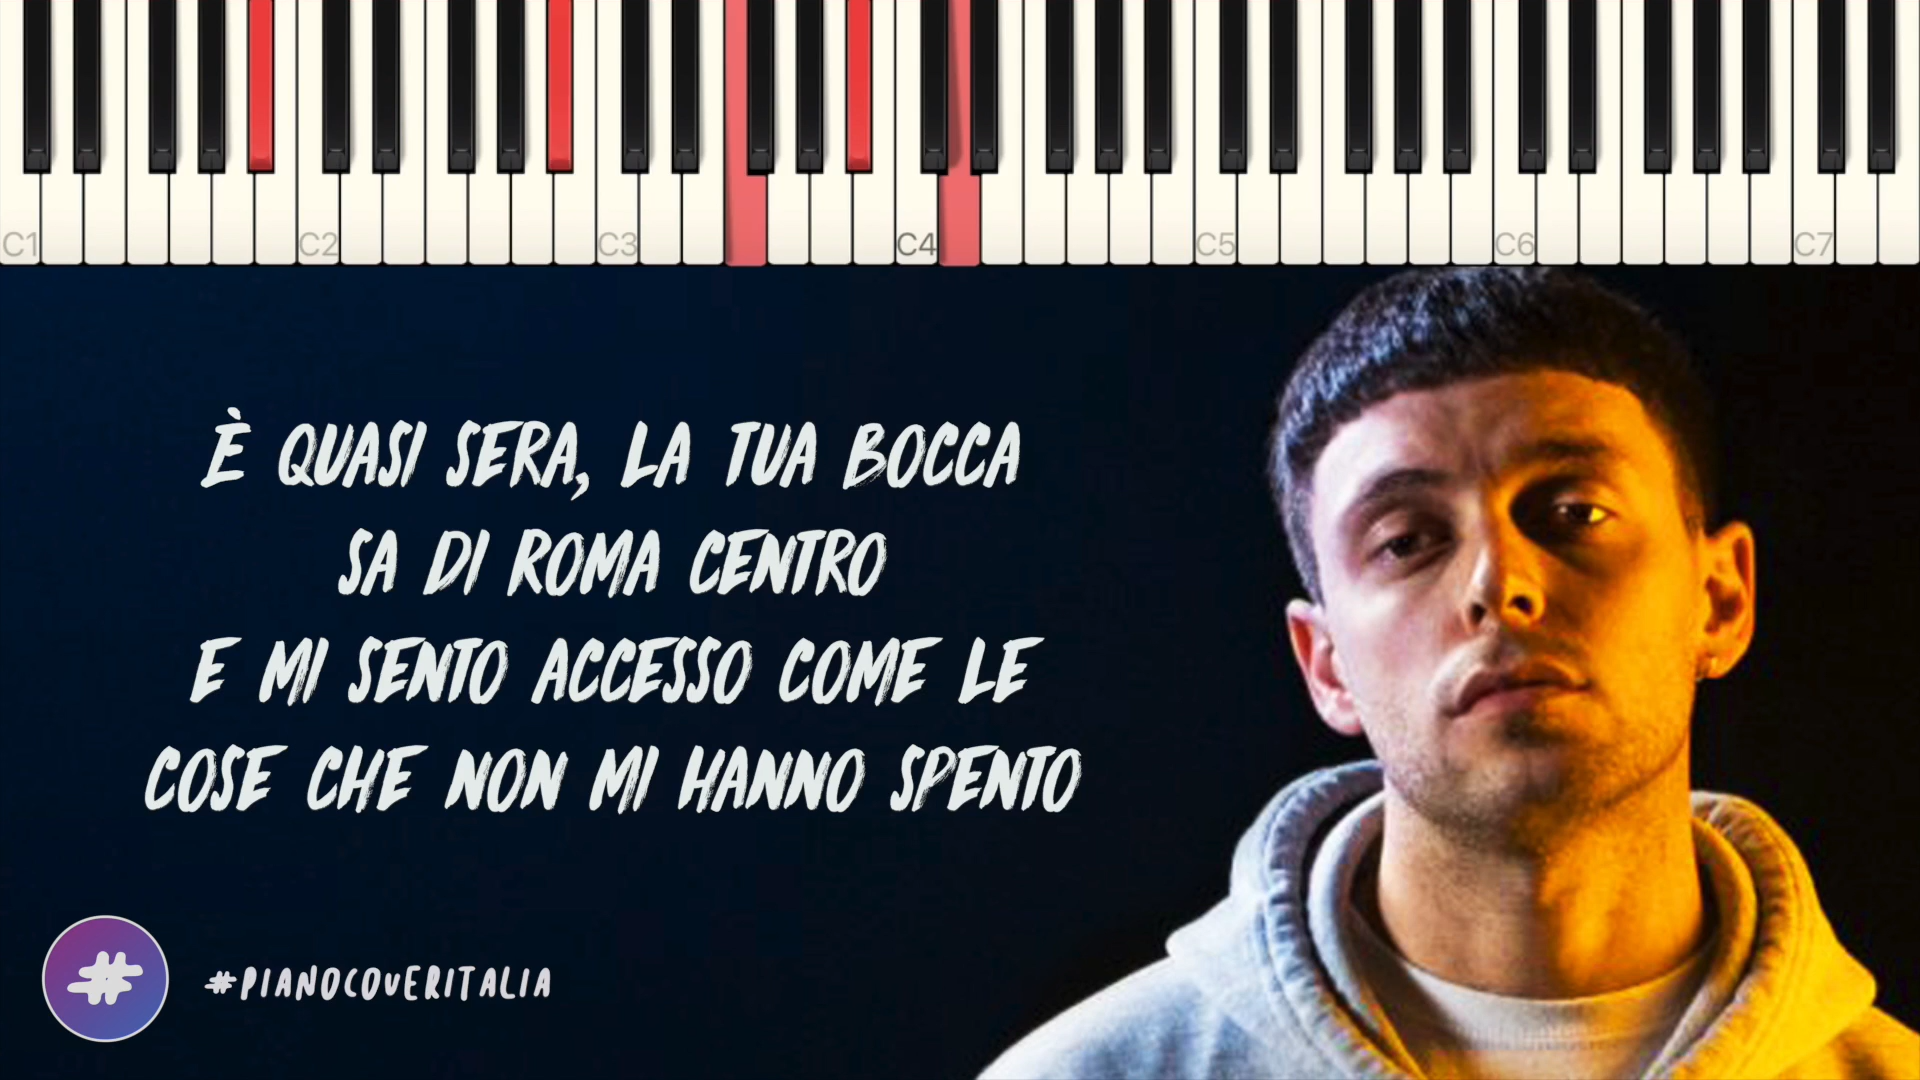 C1 C2 C3 C4 C5 C6 C7
È QUASI SERA, LA TUA BOCCA
SA DI ROMA CENTRO
E MI SENTO ACCESSO COME LE
COSE CHE NON MI HANNO SPENTO
#
#PIANOCOVERITALIA